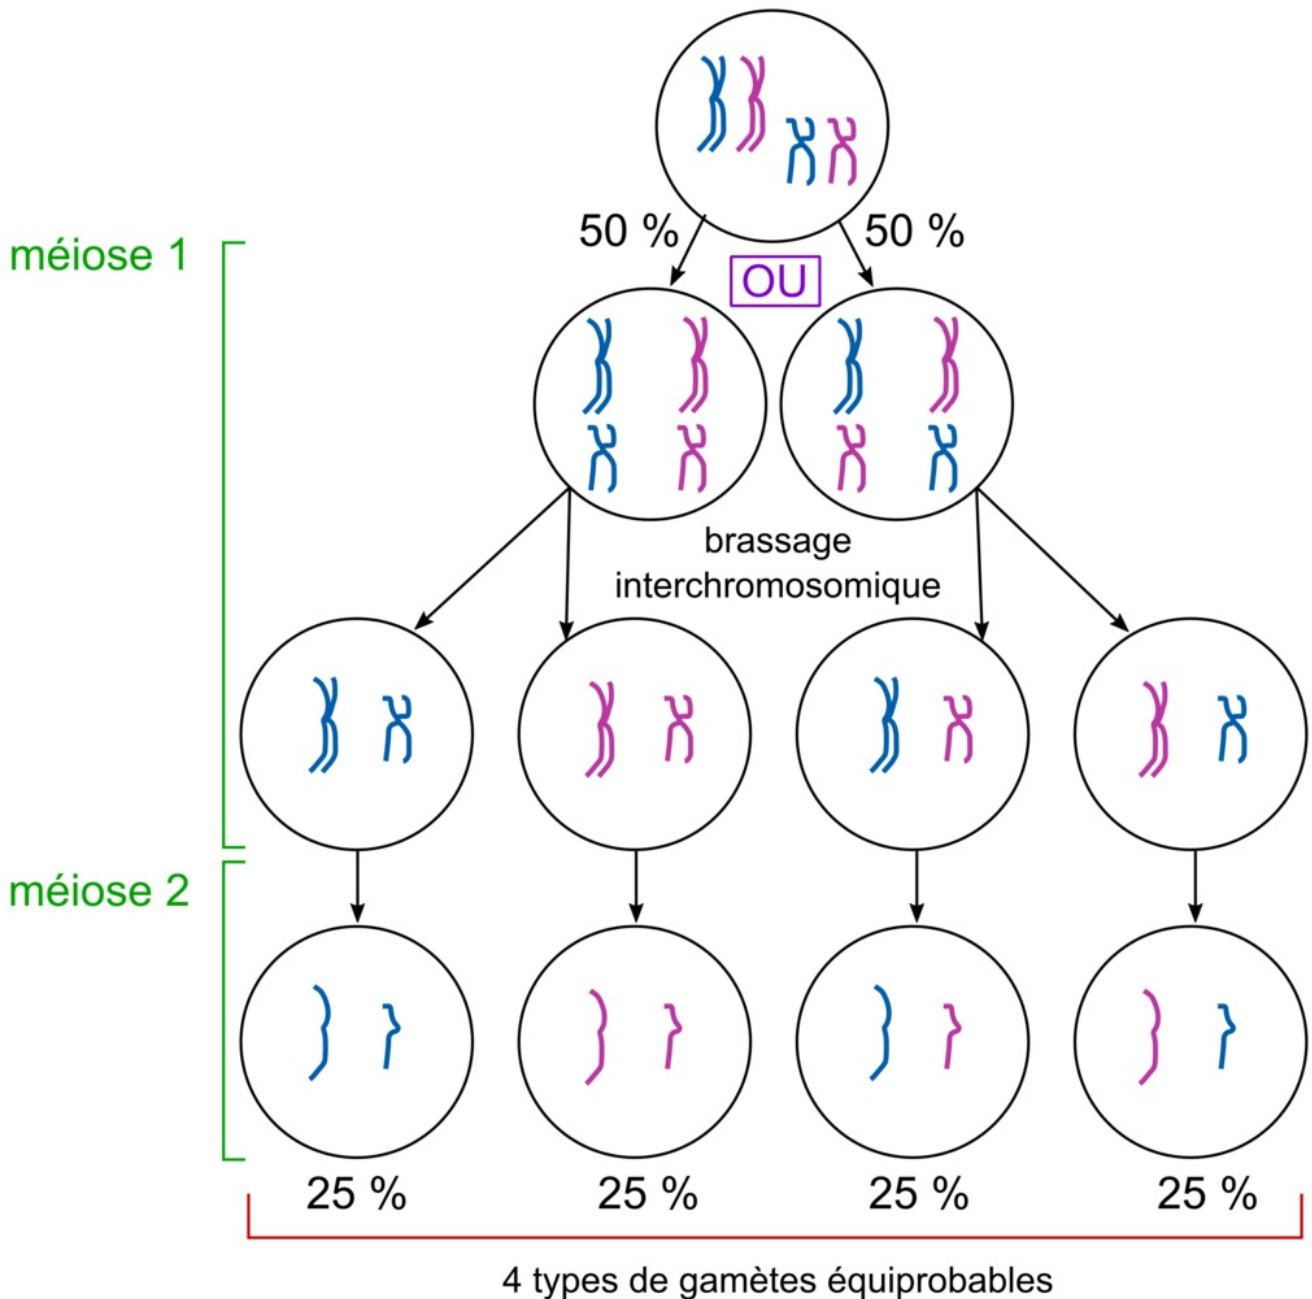 50 %
50 %
méiose 1
OU
brassage
interchromosomique
méiose 2
25 %
25 %
25 %
25 %
4 types de gamètes équiprobables